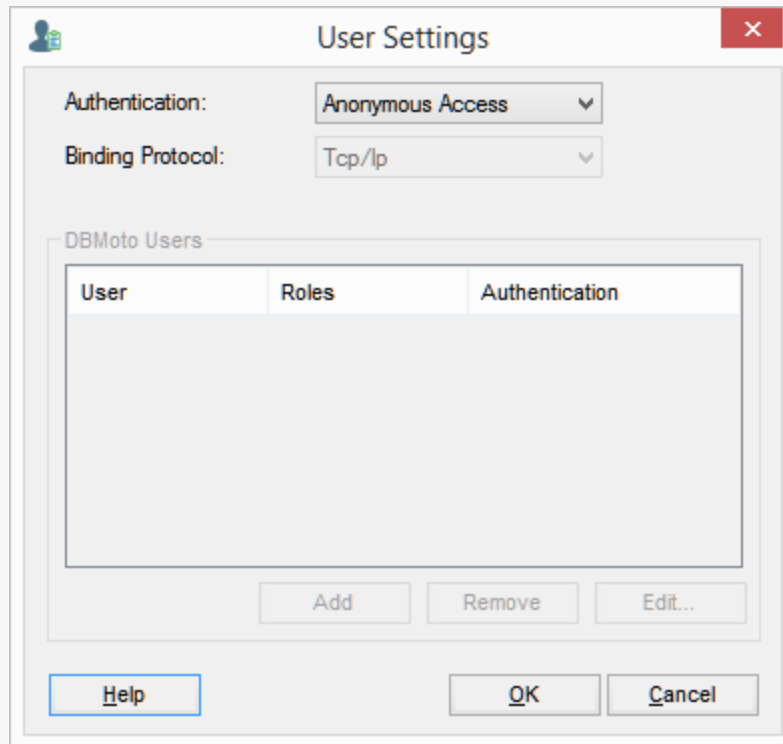 User Settings
Authentication: Anonymous Access
Binding Protocol: Tcp/Ip
DBMoto Users
User Roles Authentication
Add Remove Edit...
Help OK Cancel